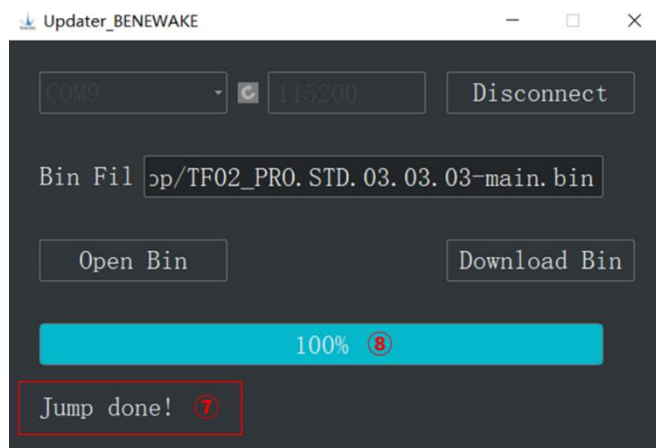 Updater_BENEWAKE
COM9 115200 Disconnect
Bin Fil op/TF02_PRO.STD.03.03.03-main.bin
Open Bin Download Bin
100% ⑧
Jump done! ⑦